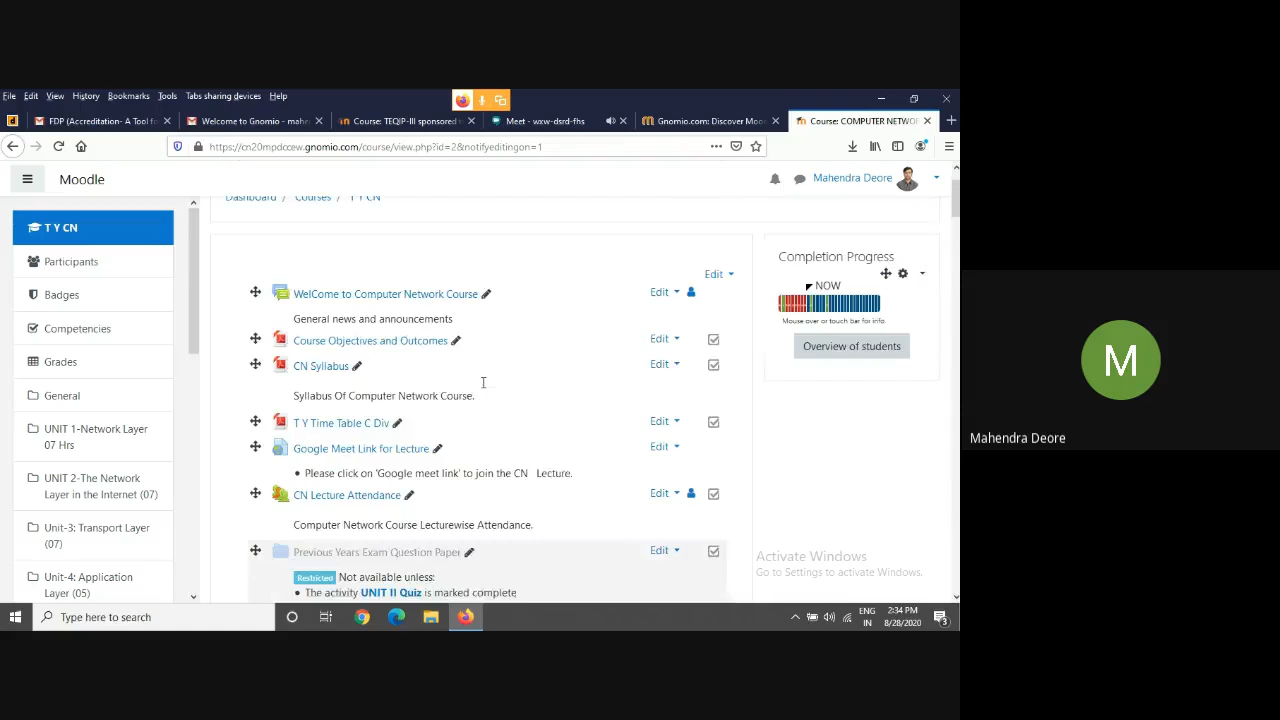 File Edit View History Bookmarks Tools Tabs sharing devices Help
FDP (Accreditation- A Tool fo
Welcome to Gnomio - mahe
Course: TEQIP-III sponsored t
Meet - wxw-dsrd-fhs
Gnomio.com: Discover Moo
Course: COMPUTER NETWO
https://cn20mpdccew.gnomio.com/course/view.php?id=2&notifyeditingon=1
Moodle
Mahendra Deore
Dashboard / Courses / T Y CN
T Y CN
Participants
Badges
Competencies
Grades
General
UNIT 1-Network Layer
07 Hrs
UNIT 2-The Network
Layer in the Internet (07)
Unit-3: Transport Layer
(07)
Unit-4: Application
Layer (05)
Edit
WelCome to Computer Network Course Edit
General news and announcements
Course Objectives and Outcomes Edit
CN Syllabus Edit
Syllabus Of Computer Network Course.
T Y Time Table C Div Edit
Google Meet Link for Lecture Edit
• Please click on 'Google meet link' to join the CN Lecture.
CN Lecture Attendance Edit
Computer Network Course Lecturewise Attendance.
Previous Years Exam Question Paper Edit
Restricted Not available unless:
• The activity UNIT II Quiz is marked complete
Completion Progress
NOW
Mouse over or touch bar for info.
Overview of students
Activate Windows
Go to Settings to activate Windows.
Type here to search
ENG
IN
2:34 PM
8/28/2020
3
M
Mahendra Deore